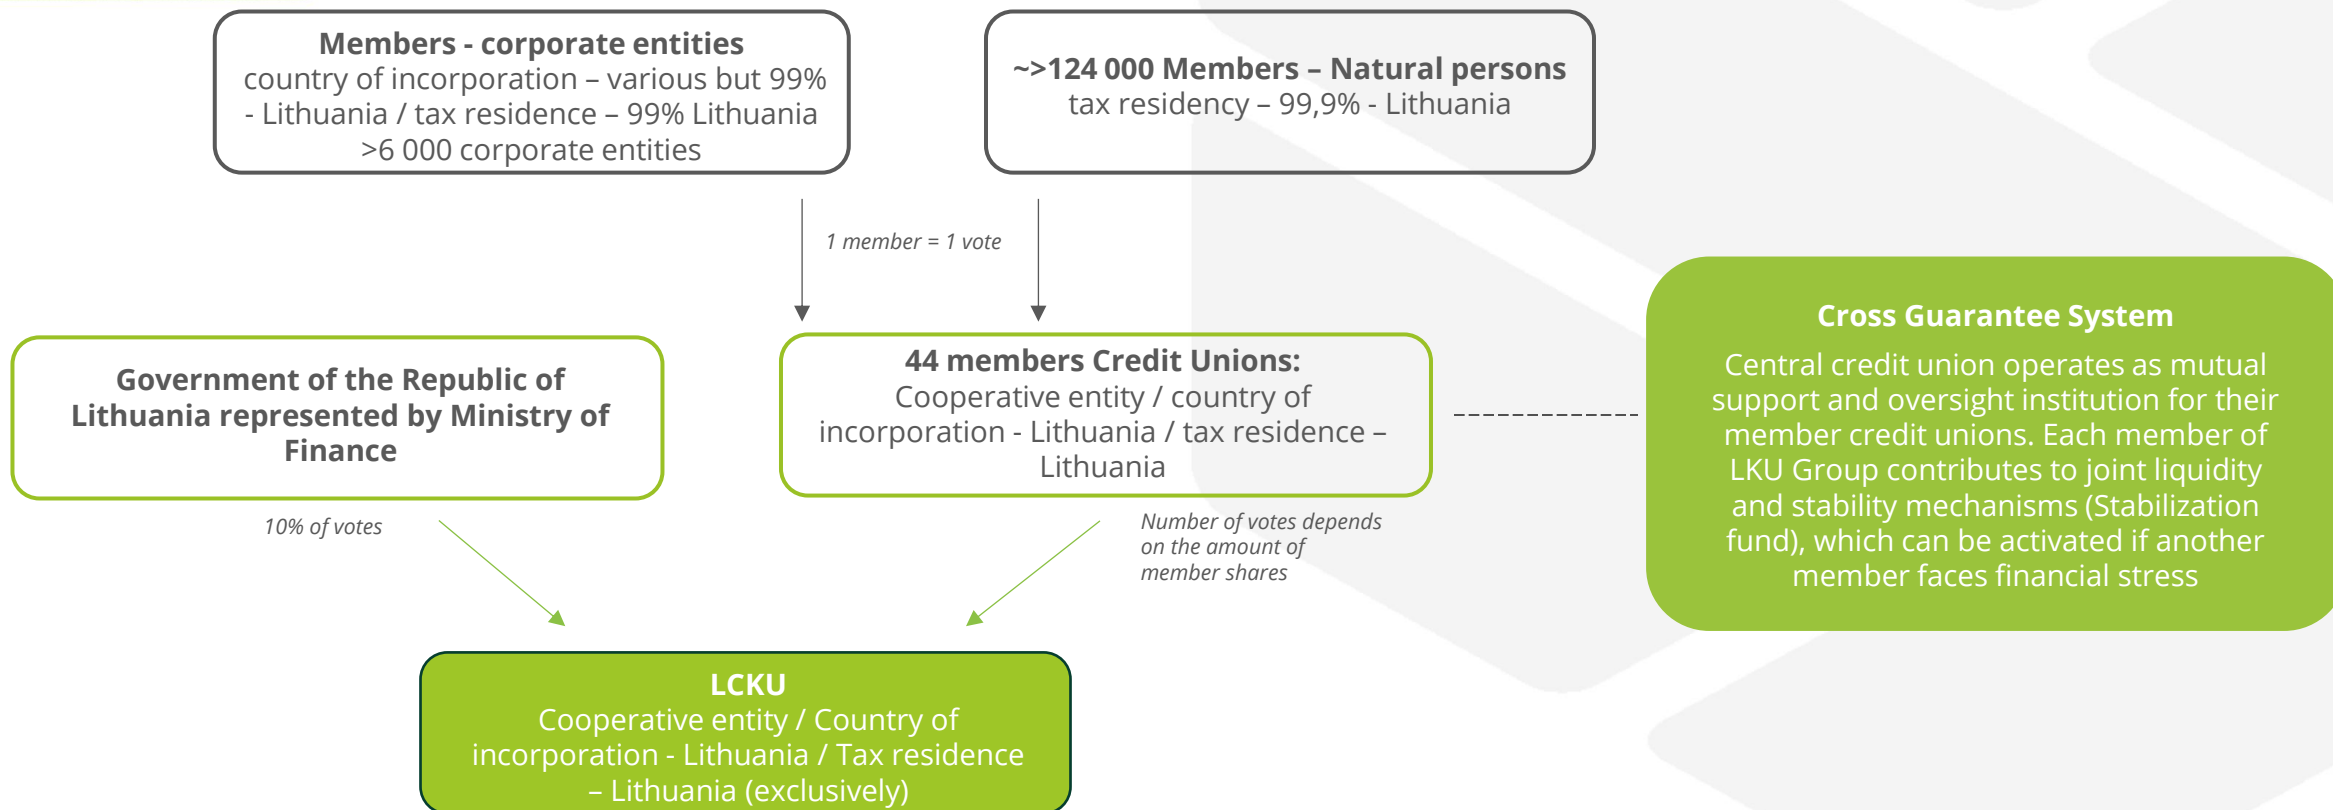 Members - corporate entities
country of incorporation – various but 99%
- Lithuania / tax residence – 99% Lithuania
>6 000 corporate entities
~>124 000 Members – Natural persons
tax residency – 99,9% - Lithuania
1 member = 1 vote
Government of the Republic of
Lithuania represented by Ministry of
Finance
44 members Credit Unions:
Cooperative entity / country of
incorporation - Lithuania / tax residence –
Lithuania
Cross Guarantee System
Central credit union operates as mutual
support and oversight institution for their
member credit unions. Each member of
LKU Group contributes to joint liquidity
and stability mechanisms (Stabilization
fund), which can be activated if another
member faces financial stress
10% of votes
Number of votes depends
on the amount of
member shares
LCKU
Cooperative entity / Country of
incorporation - Lithuania / Tax residence
– Lithuania (exclusively)